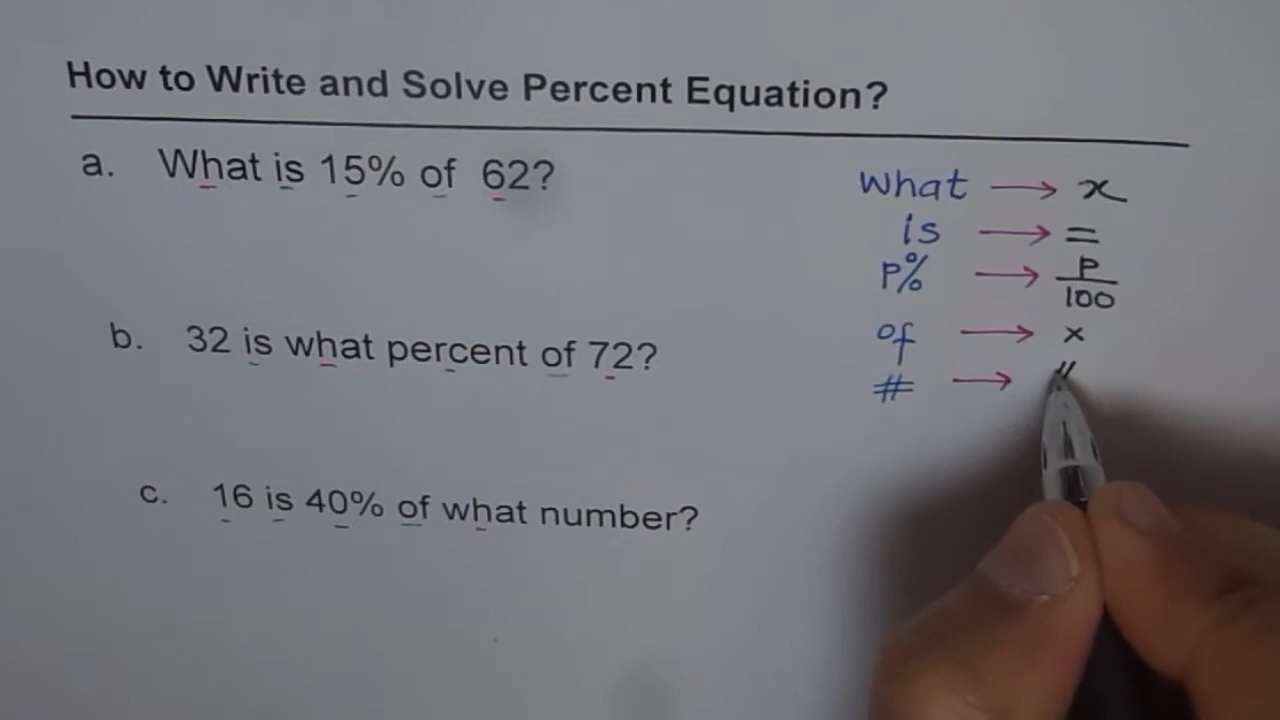 How to Write and Solve Percent Equation?
a. What is 15% of 62?
What → x
is → =
P% → P/100
of → ×
# →
b. 32 is what percent of 72?
c. 16 is 40% of what number?